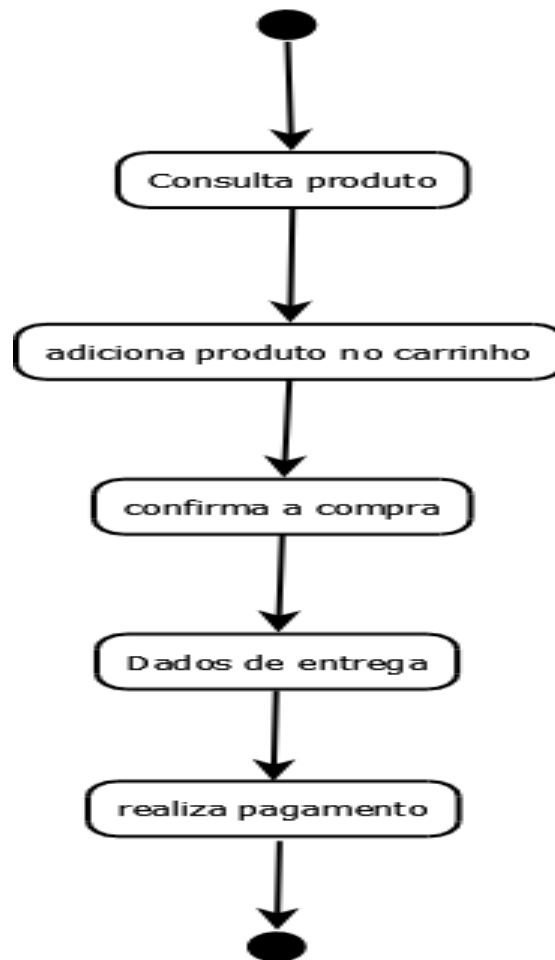 Consulta produto
adiciona produto no carrinho
confirma a compra
Dados de entrega
realiza pagamento